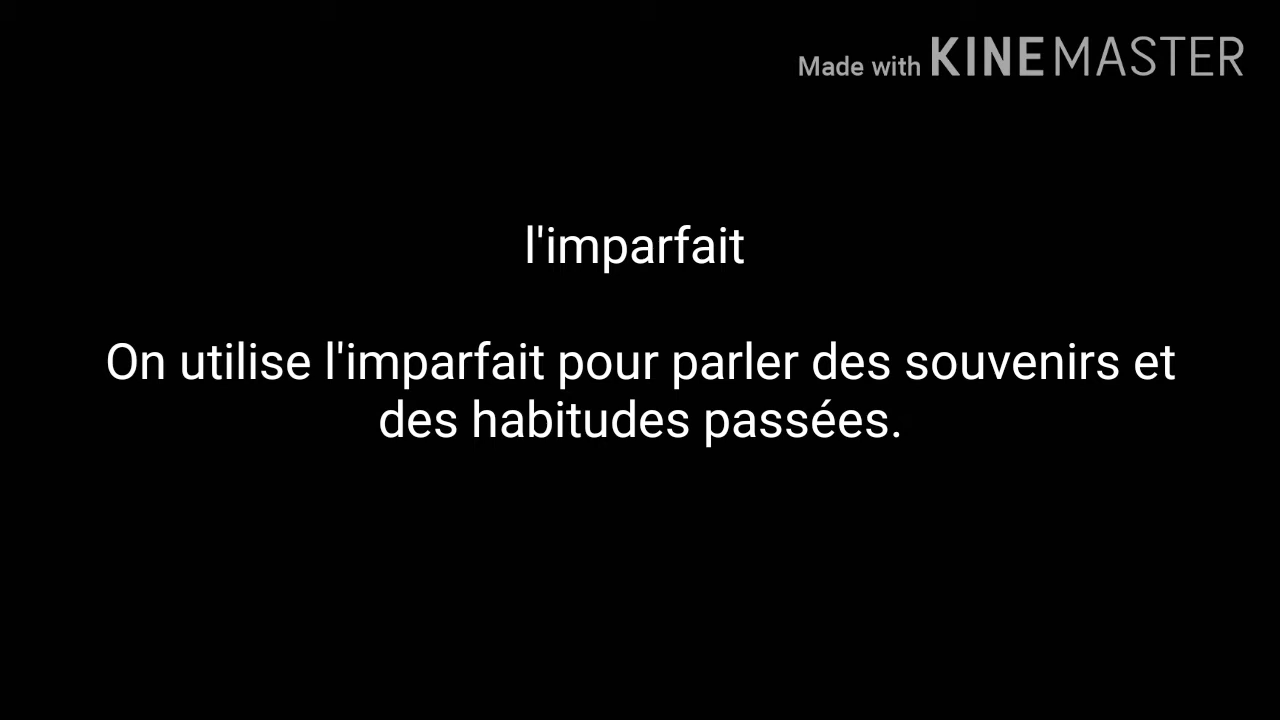 Made with KINEMASTER
l'imparfait
On utilise l'imparfait pour parler des souvenirs et
des habitudes passées.